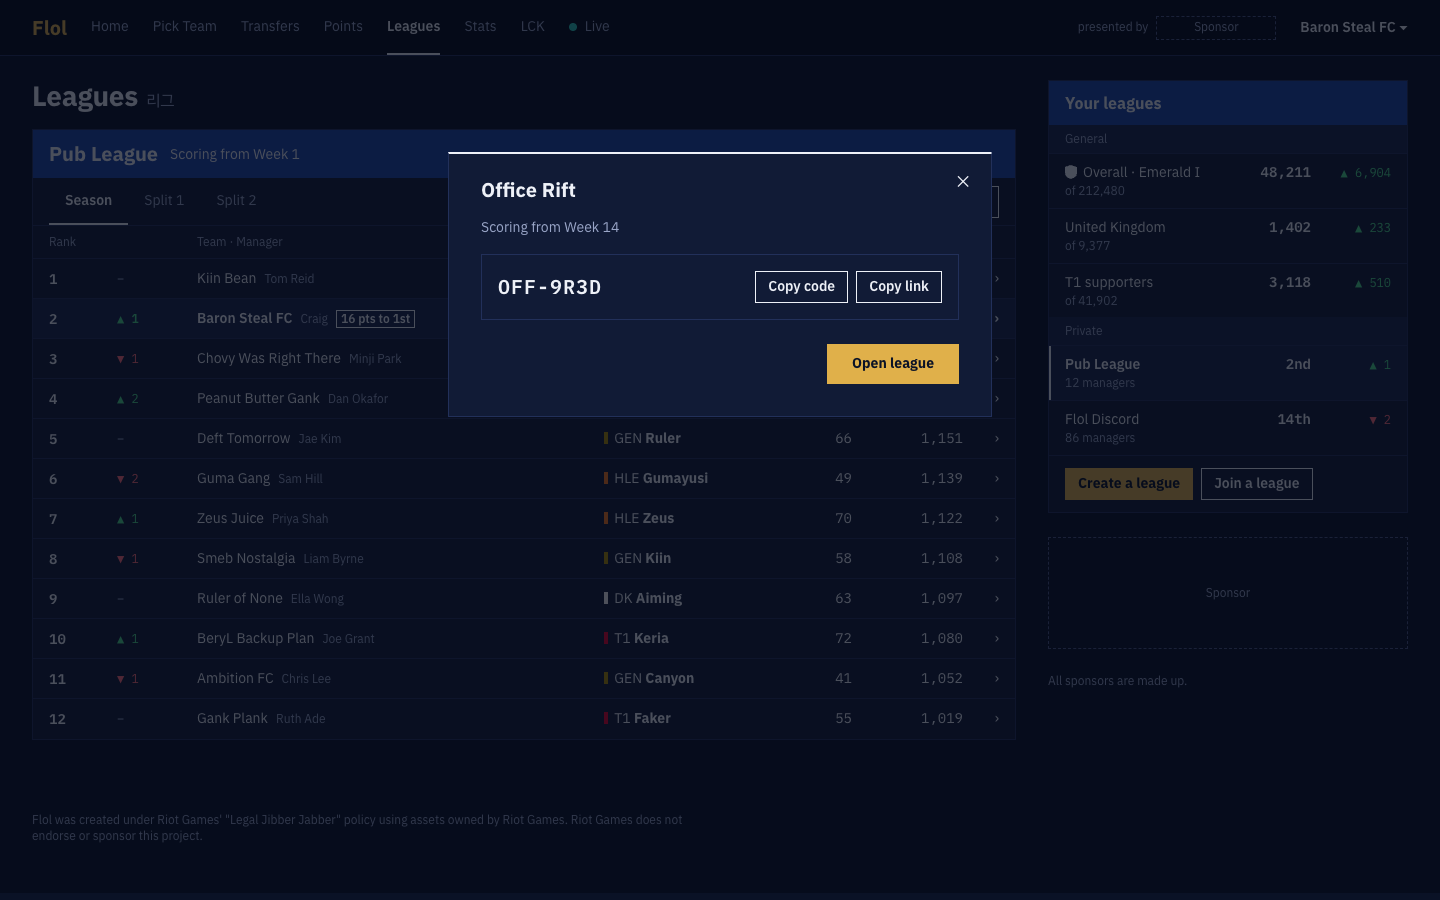 Flol Home Pick Team Transfers Points Leagues Stats LCK Live presented by Sponsor Baron Steal FC
Leagues 리그
Pub League Scoring from Week 1
Season Split 1 Split 2
Rank Team · Manager
1 – Kiin Bean Tom Reid
2 ▲ 1 Baron Steal FC Craig 16 pts to 1st
3 ▼ 1 Chovy Was Right There Minji Park
4 ▲ 2 Peanut Butter Gank Dan Okafor
5 – Deft Tomorrow Jae Kim GEN Ruler 66 1,151 ›
6 ▼ 2 Guma Gang Sam Hill HLE Gumayusi 49 1,139 ›
7 ▲ 1 Zeus Juice Priya Shah HLE Zeus 70 1,122 ›
8 ▼ 1 Smeb Nostalgia Liam Byrne GEN Kiin 58 1,108 ›
9 – Ruler of None Ella Wong DK Aiming 63 1,097 ›
10 ▲ 1 BeryL Backup Plan Joe Grant T1 Keria 72 1,080 ›
11 ▼ 1 Ambition FC Chris Lee GEN Canyon 41 1,052 ›
12 – Gank Plank Ruth Ade T1 Faker 55 1,019 ›
Office Rift
Scoring from Week 14
OFF-9R3D Copy code Copy link
Open league
Your leagues
General
Overall · Emerald I 48,211 ▲ 6,904
of 212,480
United Kingdom 1,402 ▲ 233
of 9,377
T1 supporters 3,118 ▲ 510
of 41,902
Private
Pub League 2nd ▲ 1
12 managers
Flol Discord 14th ▼ 2
86 managers
Create a league Join a league
Sponsor
All sponsors are made up.
Flol was created under Riot Games' "Legal Jibber Jabber" policy using assets owned by Riot Games. Riot Games does not
endorse or sponsor this project.